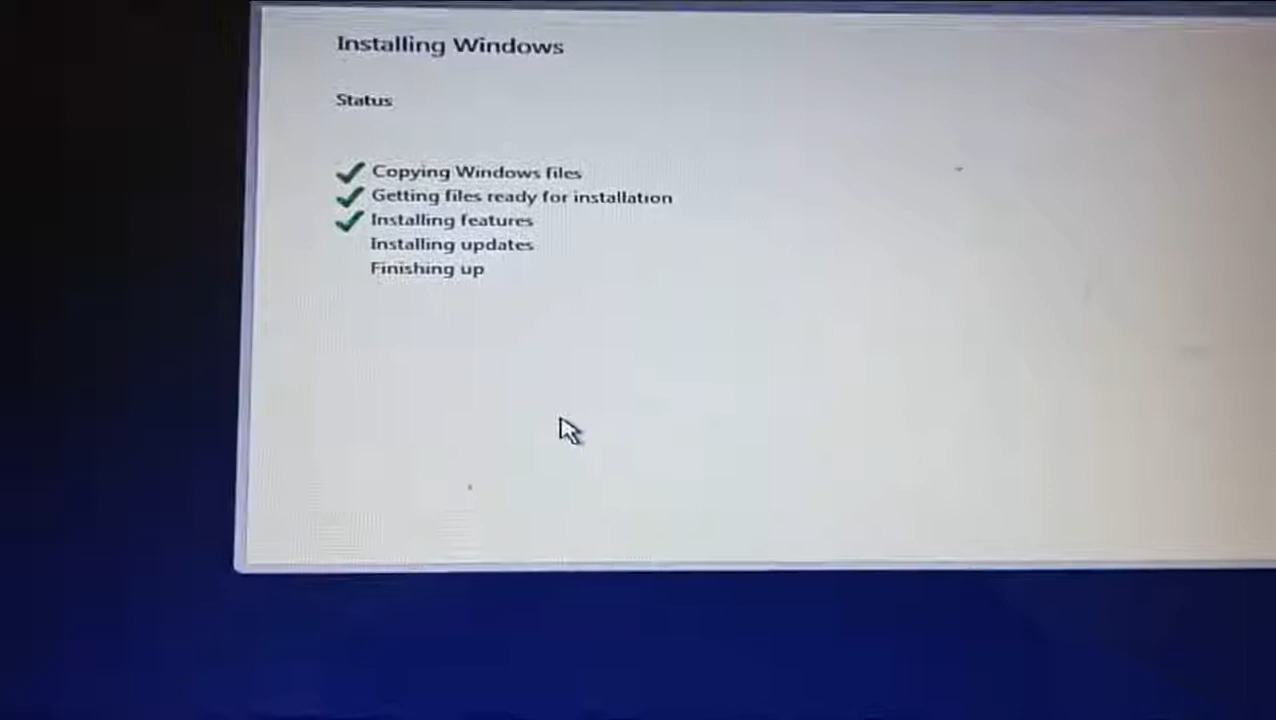 Installing Windows
Status
Copying Windows files
Getting files ready for installation
Installing features
Installing updates
Finishing up